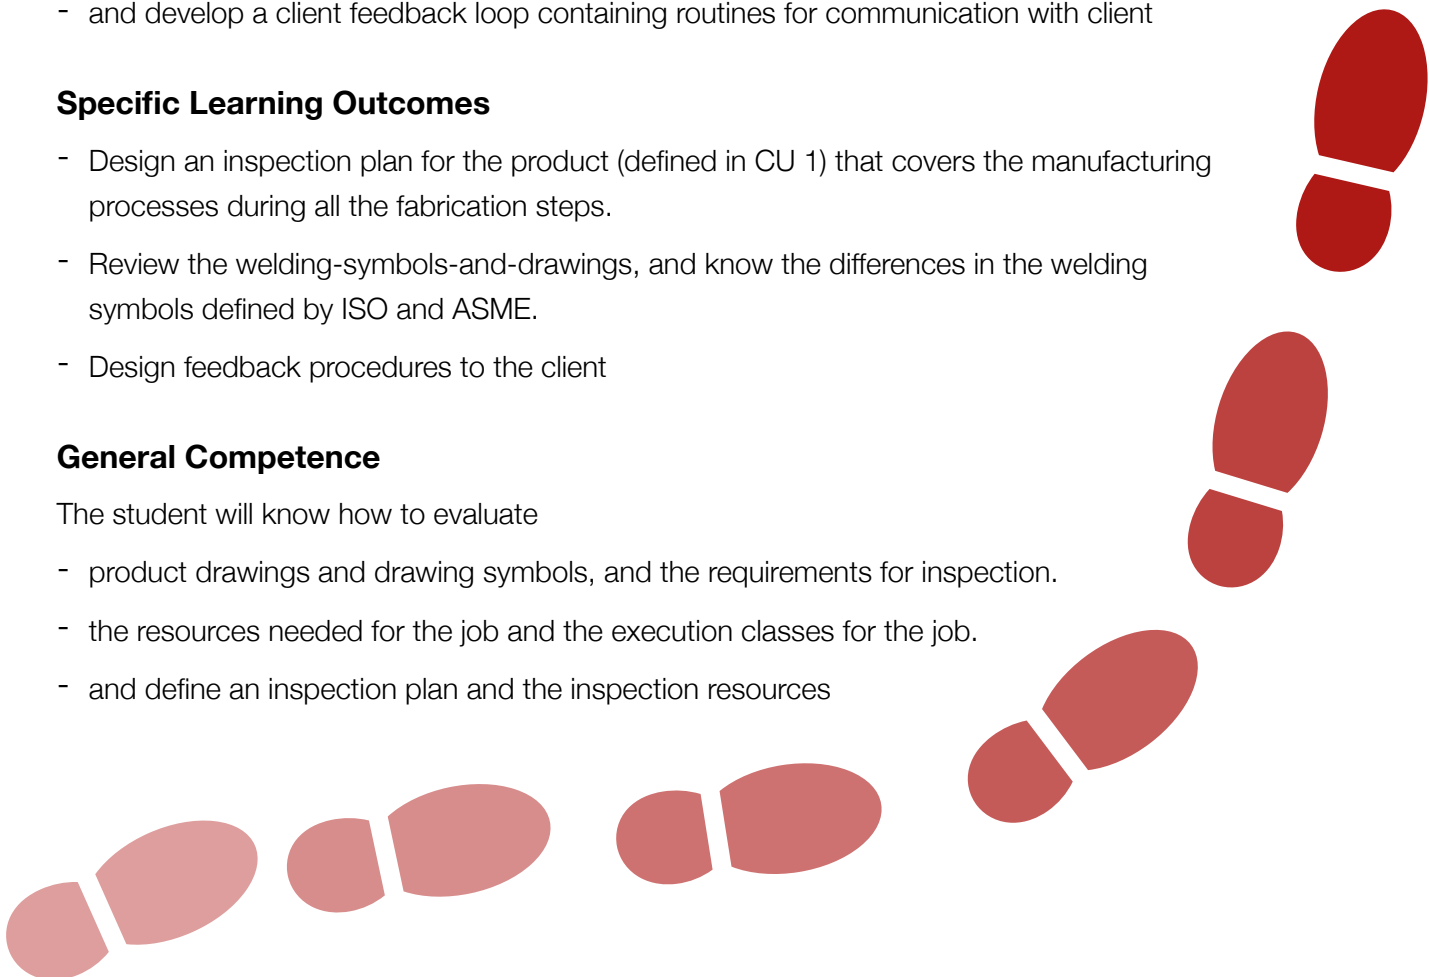 - and develop a client feedback loop containing routines for communication with client
Specific Learning Outcomes
- Design an inspection plan for the product (defined in CU 1) that covers the manufacturing
processes during all the fabrication steps.
- Review the welding-symbols-and-drawings, and know the differences in the welding
symbols defined by ISO and ASME.
- Design feedback procedures to the client
General Competence
The student will know how to evaluate
- product drawings and drawing symbols, and the requirements for inspection.
- the resources needed for the job and the execution classes for the job.
- and define an inspection plan and the inspection resources